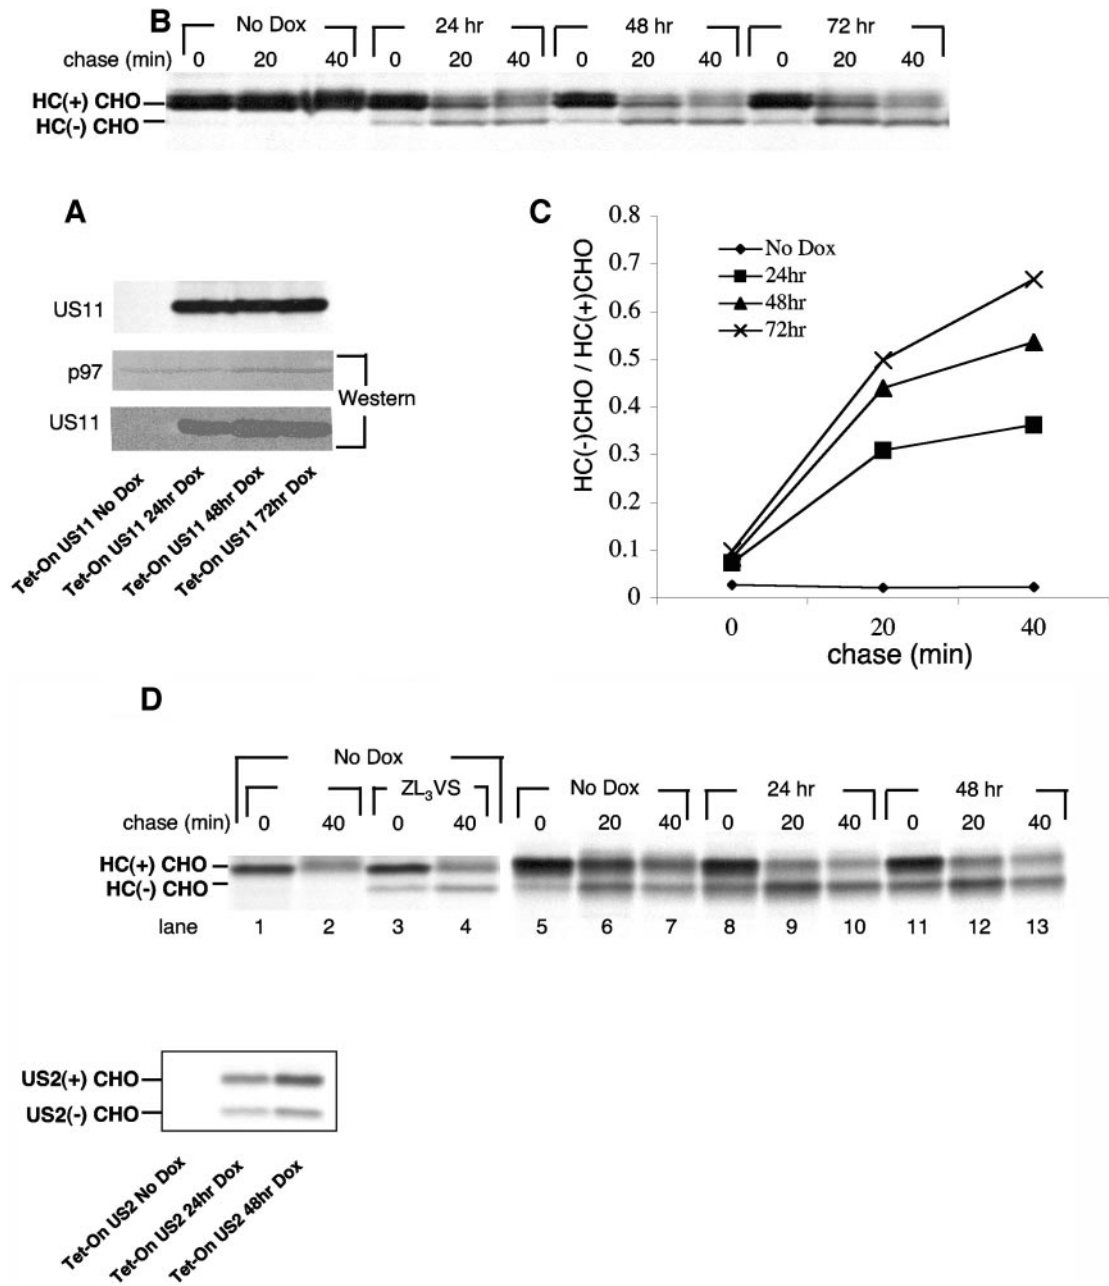 B
No Dox 24 hr 48 hr 72 hr
chase (min) 0 20 40 0 20 40 0 20 40 0 20 40
HC(+) CHO
HC(-) CHO
A
US11
p97
US11
Western
Tet-On US11 No Dox
Tet-On US11 24hr Dox
Tet-On US11 48hr Dox
Tet-On US11 72hr Dox
C
HC(-)CHO / HC(+)CHO
0.8
0.7
0.6
0.5
0.4
0.3
0.2
0.1
0
No Dox
24hr
48hr
72hr
0 20 40
chase (min)
D
No Dox
ZL3VS No Dox 24 hr 48 hr
chase (min) 0 40 0 40 0 20 40 0 20 40 0 20 40
HC(+) CHO
HC(-) CHO
lane 1 2 3 4 5 6 7 8 9 10 11 12 13
US2(+) CHO
US2(-) CHO
Tet-On US2 No Dox
Tet-On US2 24hr Dox
Tet-On US2 48hr Dox